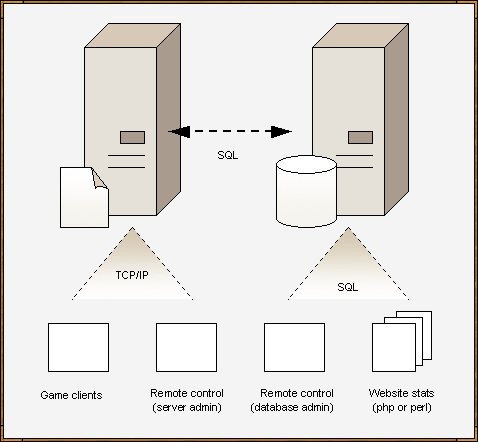 SQL
TCP/IP
SQL
Game clients
Remote control
(server admin)
Remote control
(database admin)
Website stats
(php or perl)